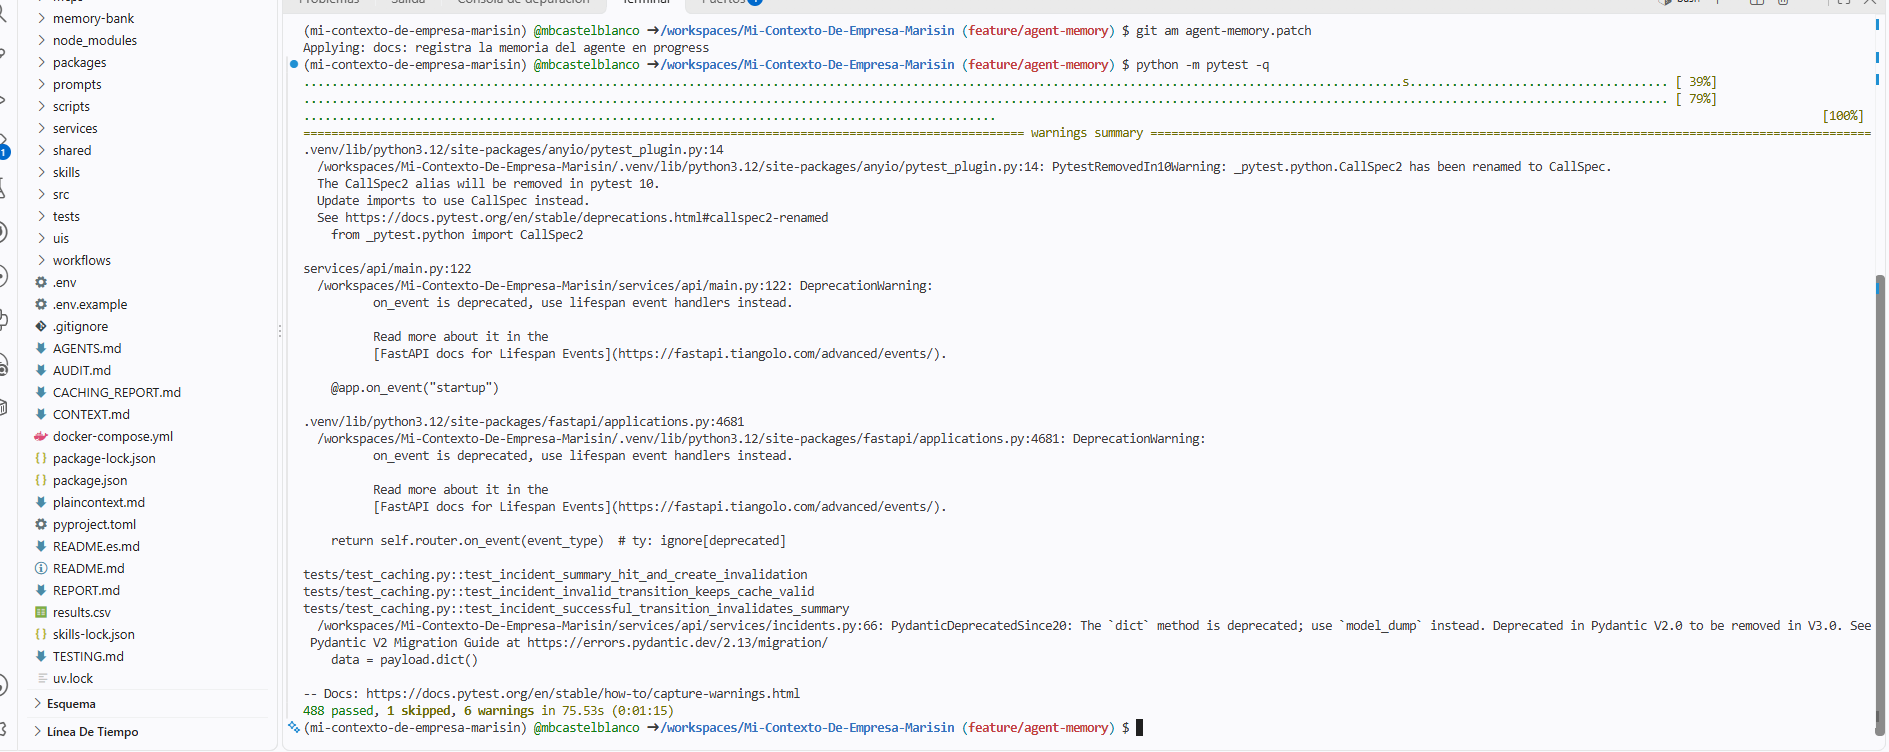 Problemas Salida Consola de depuración Terminal Puertos 1
memory-bank
node_modules
packages
prompts
scripts
services
shared
skills
src
tests
uis
workflows
.env
.env.example
.gitignore
AGENTS.md
AUDIT.md
CACHING_REPORT.md
CONTEXT.md
docker-compose.yml
package-lock.json
package.json
plaincontext.md
pyproject.toml
README.es.md
README.md
REPORT.md
results.csv
skills-lock.json
TESTING.md
uv.lock
Esquema
Línea De Tiempo
(mi-contexto-de-empresa-marisin) @mbcastelblanco ➜/workspaces/Mi-Contexto-De-Empresa-Marisin (feature/agent-memory) $ git am agent-memory.patch
Applying: docs: registra la memoria del agente en progress
(mi-contexto-de-empresa-marisin) @mbcastelblanco ➜/workspaces/Mi-Contexto-De-Empresa-Marisin (feature/agent-memory) $ python -m pytest -q
..............................................................................................................................................................s..................................... [ 39%]
.................................................................................................................................................................................................... [ 79%]
.................................................................................................... [100%]
==================== warnings summary ====================
.venv/lib/python3.12/site-packages/anyio/pytest_plugin.py:14
/workspaces/Mi-Contexto-De-Empresa-Marisin/.venv/lib/python3.12/site-packages/anyio/pytest_plugin.py:14: PytestRemovedIn10Warning: _pytest.python.CallSpec2 has been renamed to CallSpec.
The CallSpec2 alias will be removed in pytest 10.
Update imports to use CallSpec instead.
See https://docs.pytest.org/en/stable/deprecations.html#callspec2-renamed
from _pytest.python import CallSpec2
services/api/main.py:122
/workspaces/Mi-Contexto-De-Empresa-Marisin/services/api/main.py:122: DeprecationWarning:
on_event is deprecated, use lifespan event handlers instead.
Read more about it in the
[FastAPI docs for Lifespan Events](https://fastapi.tiangolo.com/advanced/events/).
@app.on_event("startup")
.venv/lib/python3.12/site-packages/fastapi/applications.py:4681
/workspaces/Mi-Contexto-De-Empresa-Marisin/.venv/lib/python3.12/site-packages/fastapi/applications.py:4681: DeprecationWarning:
on_event is deprecated, use lifespan event handlers instead.
Read more about it in the
[FastAPI docs for Lifespan Events](https://fastapi.tiangolo.com/advanced/events/).
return self.router.on_event(event_type)  # ty: ignore[deprecated]
tests/test_caching.py::test_incident_summary_hit_and_create_invalidation
tests/test_caching.py::test_incident_invalid_transition_keeps_cache_valid
tests/test_caching.py::test_incident_successful_transition_invalidates_summary
/workspaces/Mi-Contexto-De-Empresa-Marisin/services/api/services/incidents.py:66: PydanticDeprecatedSince20: The `dict` method is deprecated; use `model_dump` instead. Deprecated in Pydantic V2.0 to be removed in V3.0. See
Pydantic V2 Migration Guide at https://errors.pydantic.dev/2.13/migration/
data = payload.dict()
-- Docs: https://docs.pytest.org/en/stable/how-to/capture-warnings.html
488 passed, 1 skipped, 6 warnings in 75.53s (0:01:15)
(mi-contexto-de-empresa-marisin) @mbcastelblanco ➜/workspaces/Mi-Contexto-De-Empresa-Marisin (feature/agent-memory) $